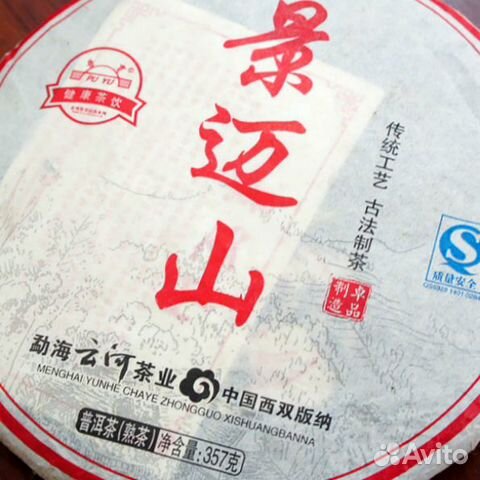 景迈山
PU YU
健康茶饮
传统工艺 古法制茶
卓品制造
质量安全
勐海云河茶业 中国西双版纳
MENGHAI YUNHE CHAYE ZHONGGUO XISHUANGBANNA
普洱茶 熟茶 净含量:357克
Avito